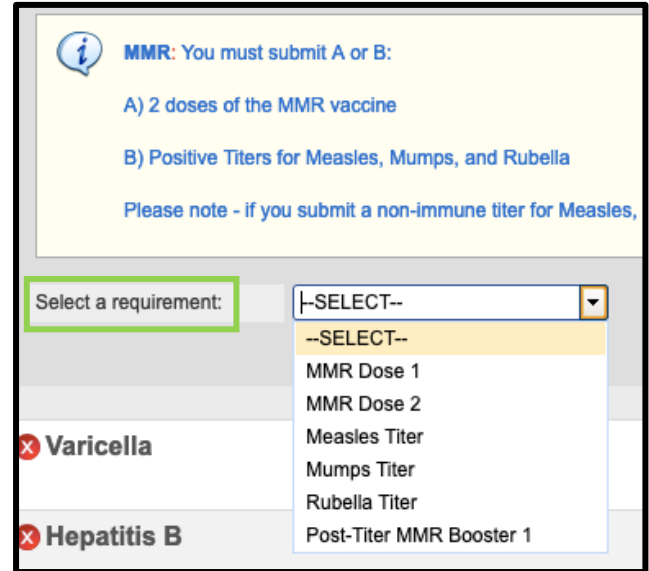 MMR: You must submit A or B:
A) 2 doses of the MMR vaccine
B) Positive Titers for Measles, Mumps, and Rubella
Please note - if you submit a non-immune titer for Measles,
Select a requirement: --SELECT--
--SELECT--
MMR Dose 1
MMR Dose 2
Measles Titer
Mumps Titer
Rubella Titer
Post-Titer MMR Booster 1
Varicella
Hepatitis B